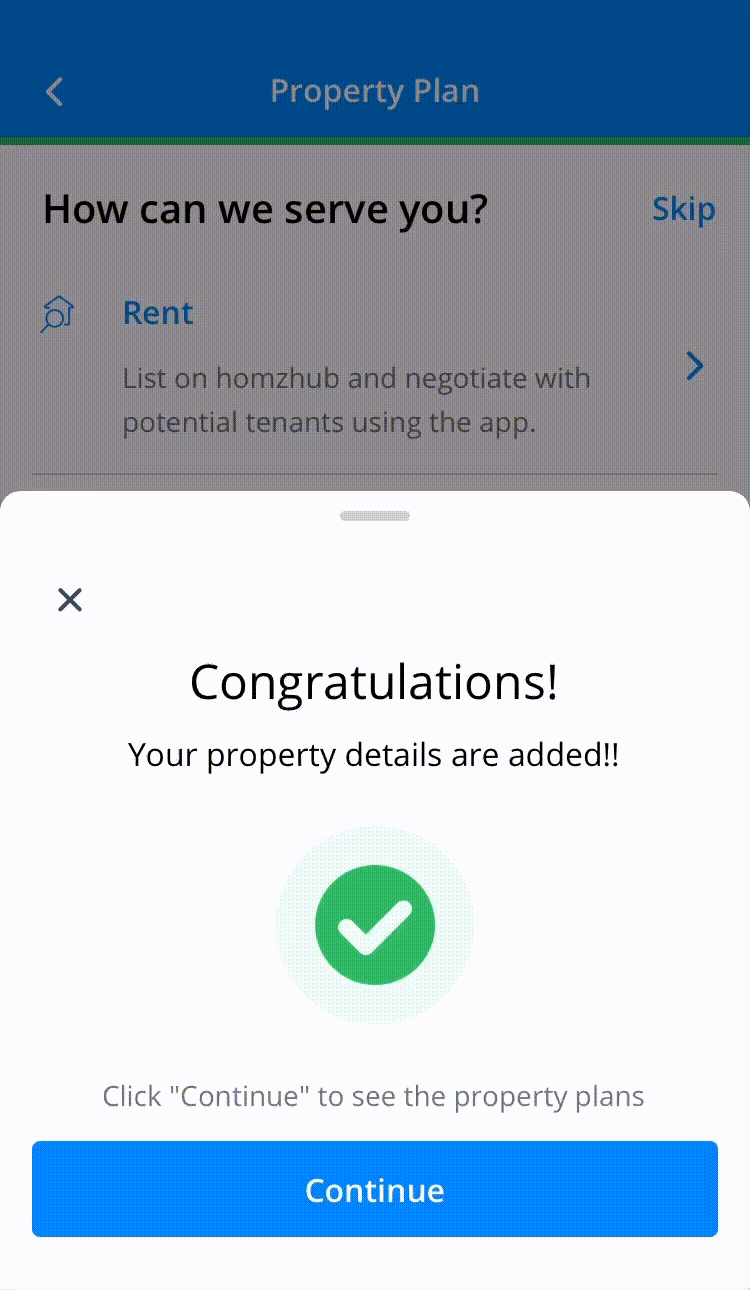 Property Plan
How can we serve you?
Skip
Rent
List on homzhub and negotiate with
potential tenants using the app.
Congratulations!
Your property details are added!!
Click "Continue" to see the property plans
Continue